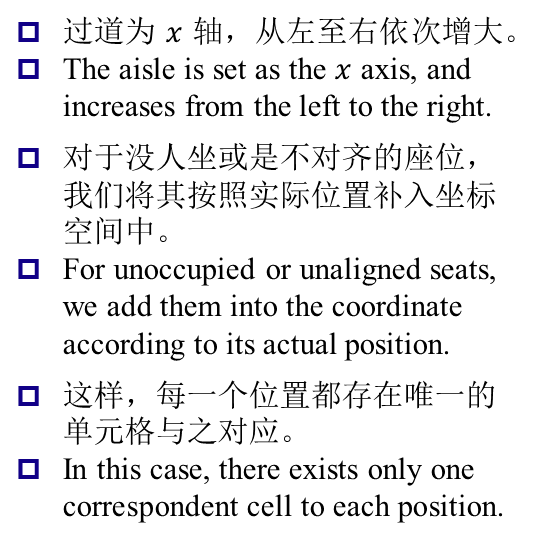 过道为 x 轴，从左至右依次增大。
The aisle is set as the x axis, and
increases from the left to the right.
对于没人坐或是不对齐的座位，
我们将其按照实际位置补入坐标
空间中。
For unoccupied or unaligned seats,
we add them into the coordinate
according to its actual position.
这样，每一个位置都存在唯一的
单元格与之对应。
In this case, there exists only one
correspondent cell to each position.